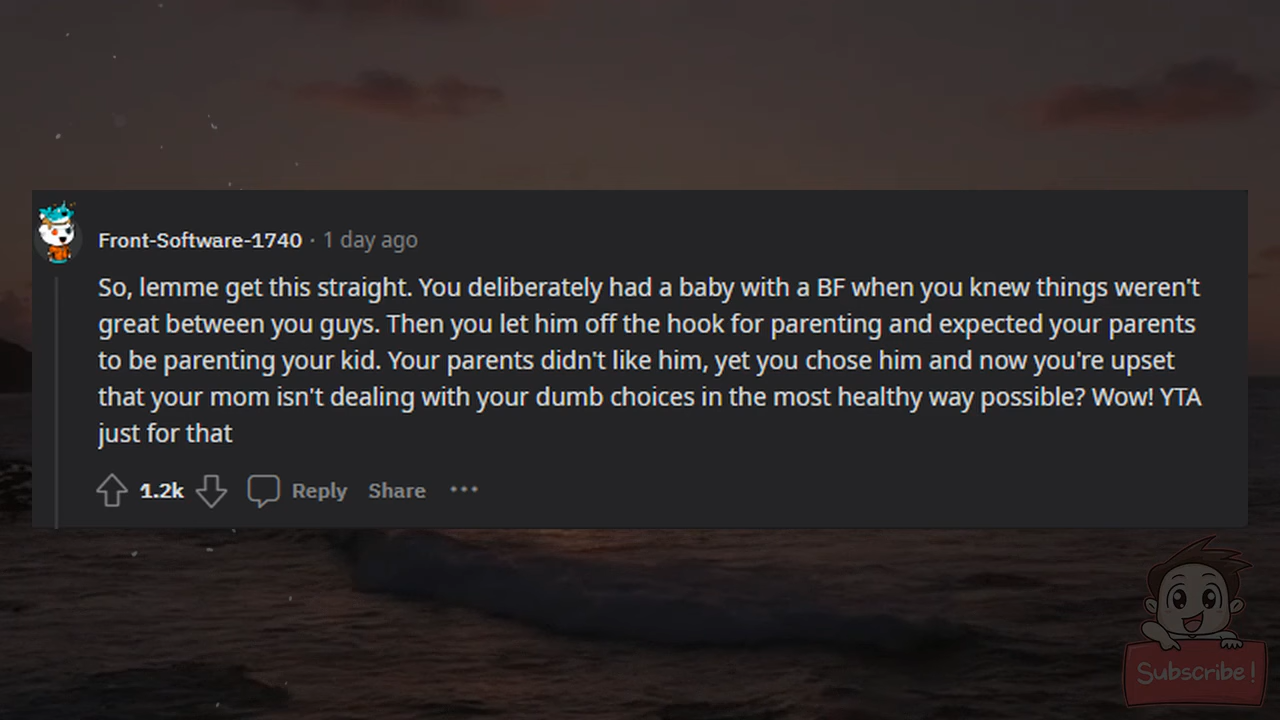 Front-Software-1740 · 1 day ago
So, lemme get this straight. You deliberately had a baby with a BF when you knew things weren't
great between you guys. Then you let him off the hook for parenting and expected your parents
to be parenting your kid. Your parents didn't like him, yet you chose him and now you're upset
that your mom isn't dealing with your dumb choices in the most healthy way possible? Wow! YTA
just for that
1.2k Reply Share ···
Subscribe!